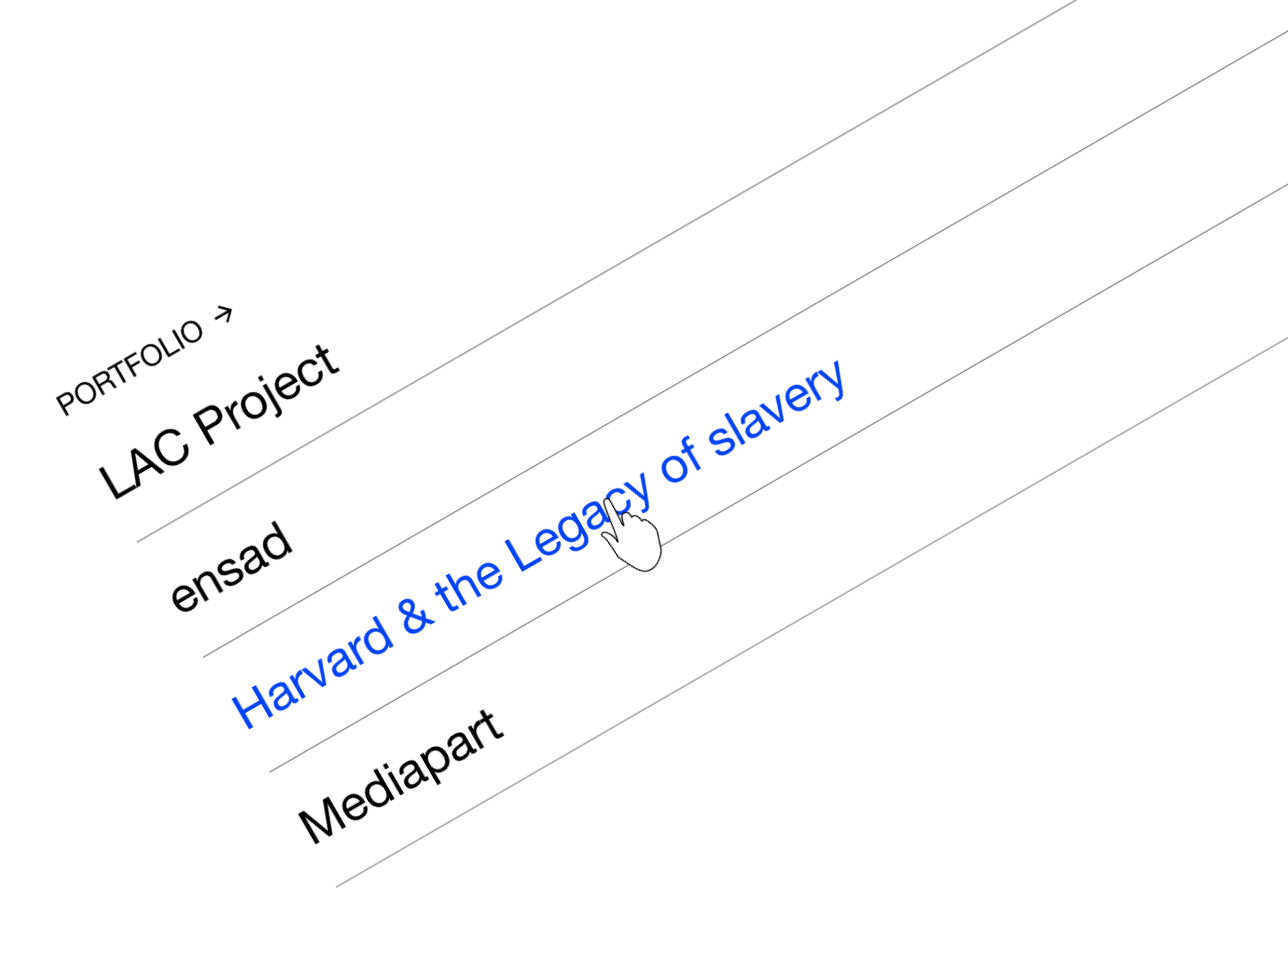 PORTFOLIO →
LAC Project
ensad
Harvard & the Legacy of slavery
Mediapart